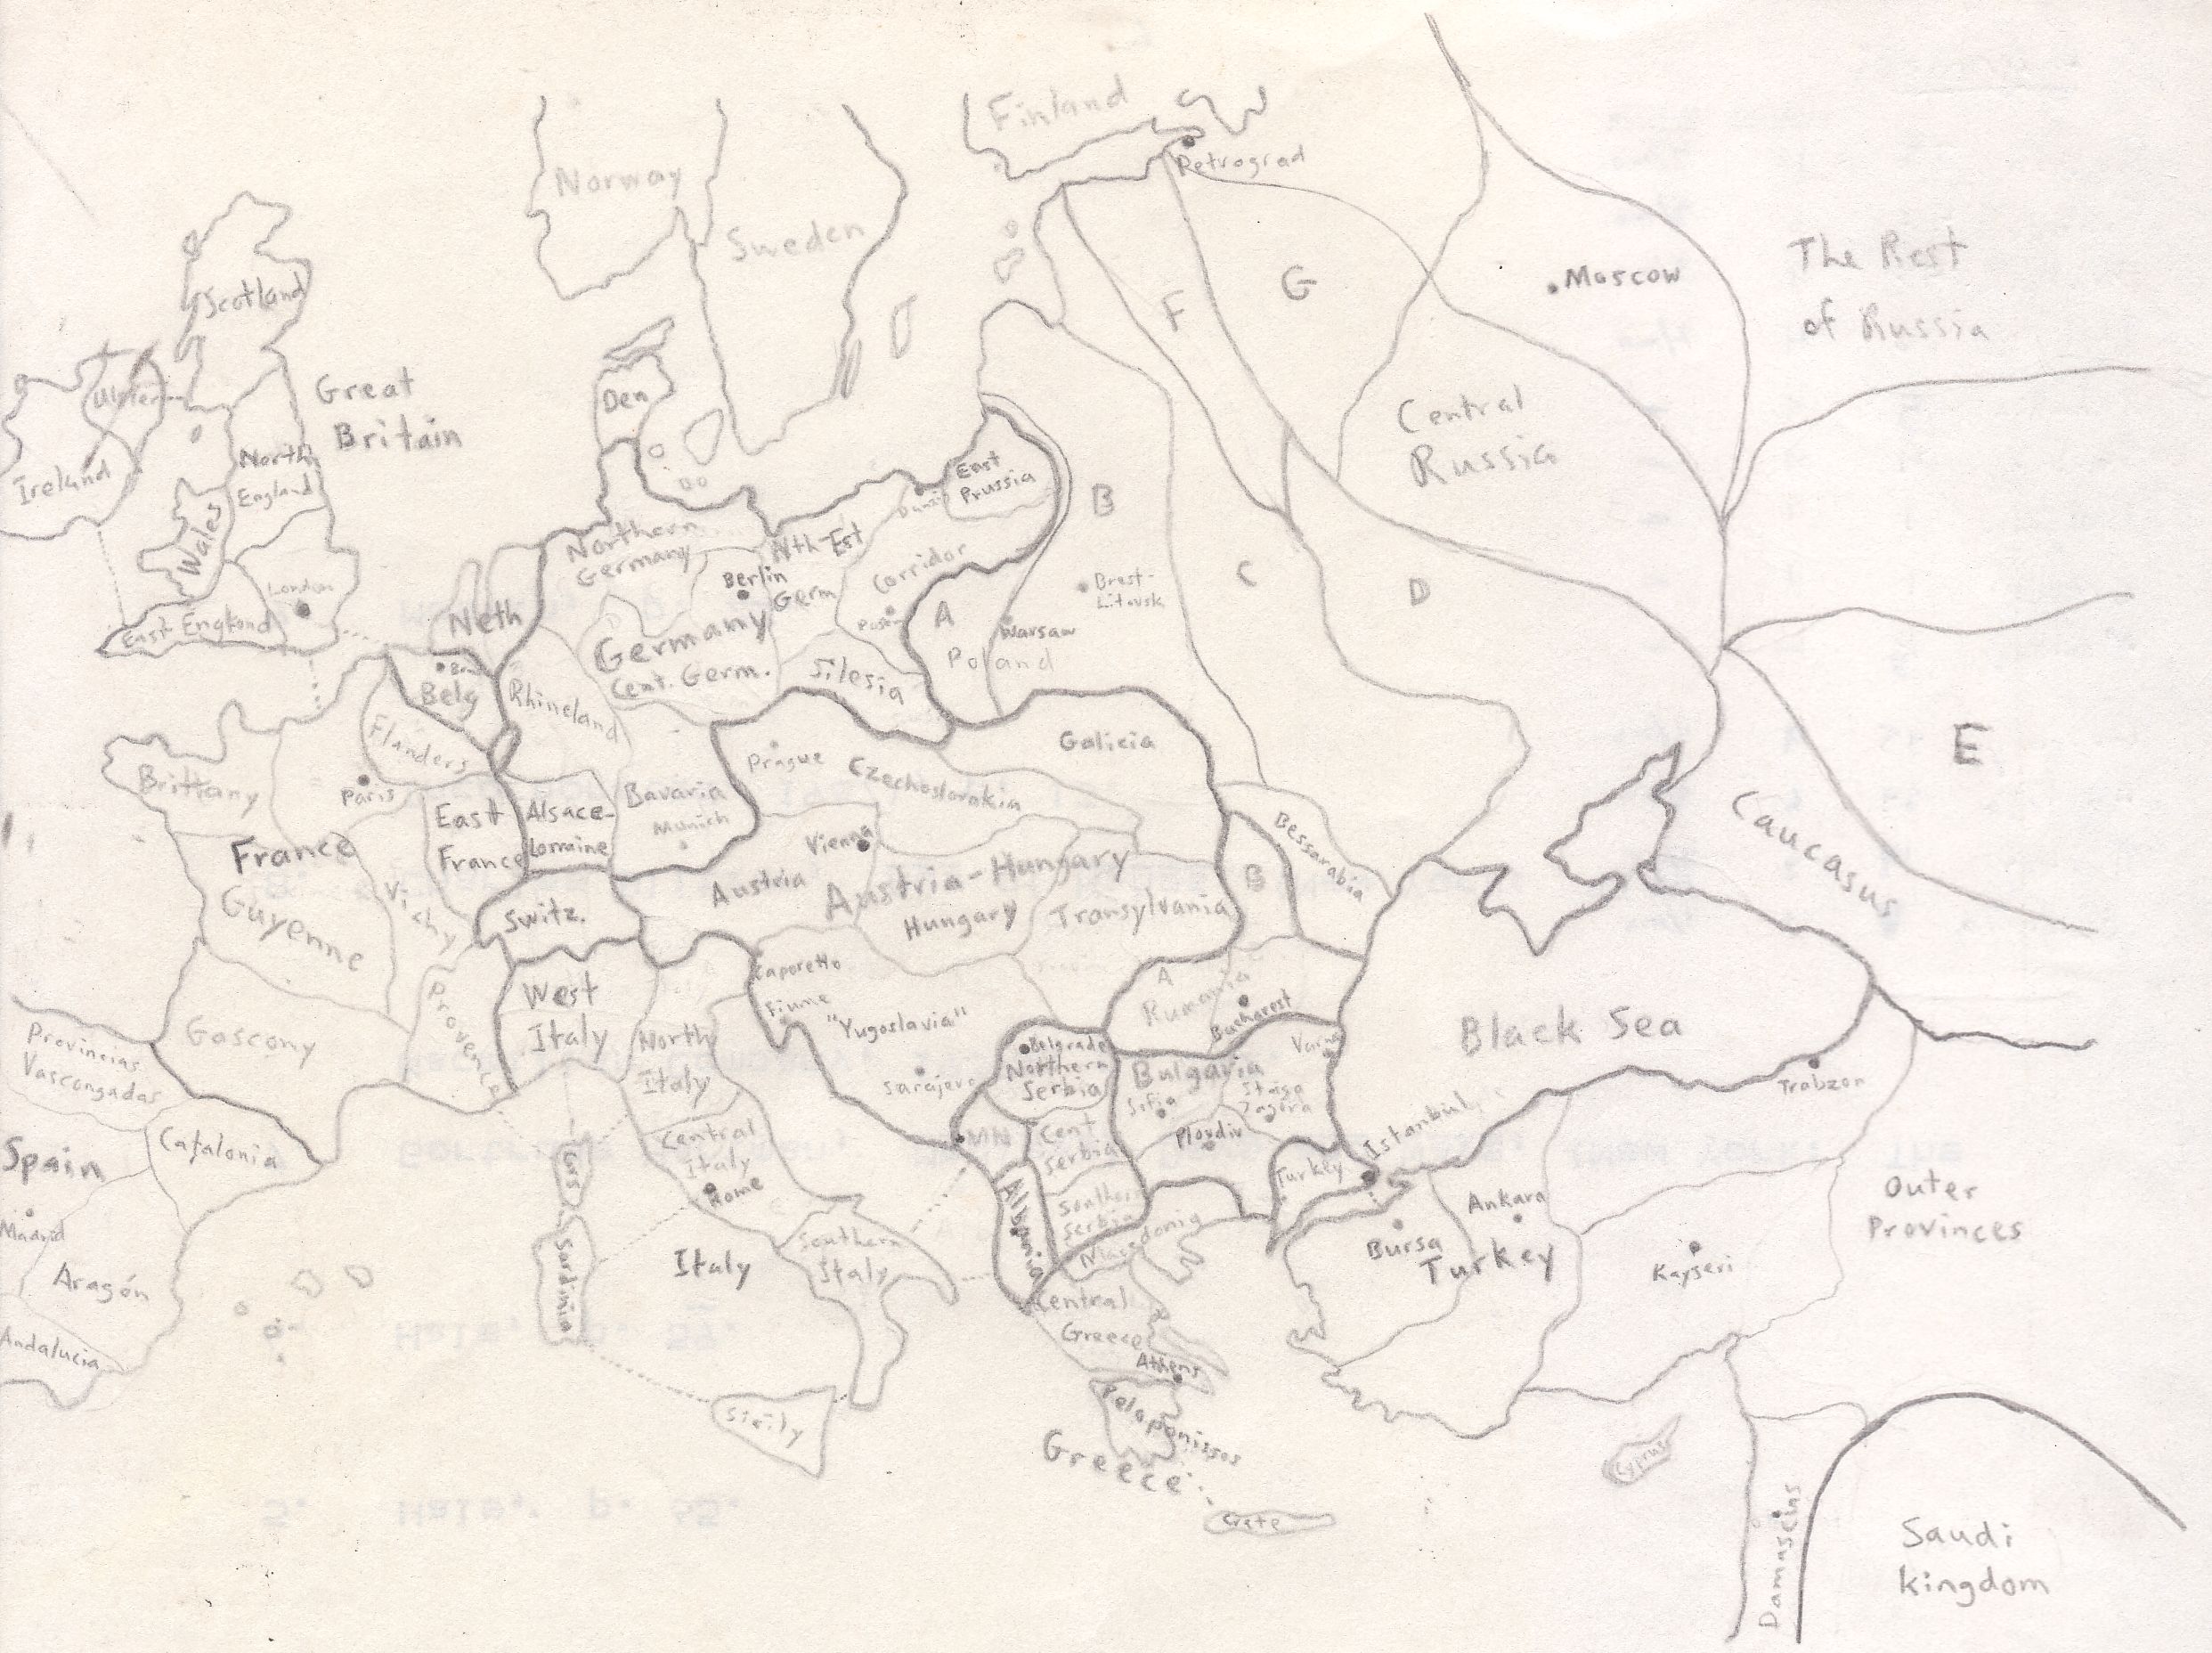 Finland
Norway
Petrograd
Sweden
The Rest
of Russia
Moscow
G
F
Scotland
Den
Great
Britain
Ulster
Central
Russia
North
England
Ireland
East
Prussia
B
Wales
Northern
Germany
Nth-Est
Germ
Corridor
Berlin
Brest-
Litovsk
C
D
London
East England
Neth
A
Warsaw
Poland
Germany
Cent. Germ.
Silesia
Belg
Rhineland
Flanders
Galicia
E
Prague
Czechoslovakia
Brittany
Paris
East
France
Alsace-
Lorraine
Bavaria
Munich
Caucasus
Bessarabia
Vienna
France
Guyenne
Vichy
Austria
Austria-Hungary
Hungary
Transylvania
B
Switz.
Caporetto
Fiume
"Yugoslavia"
A
Rumania
Bucharest
West
Italy
Provence
Gascony
North
Italy
Black Sea
Belgrade
Northern
Serbia
Varna
Bulgaria
Sifia
Plovdiv
Provincias
Vascongadas
Sarajevo
Trabzon
Istanbul
Central
Italy
Rome
MN
Cent
Serbia
Catalonia
Spain
Cors
Turkey
Albania
Southern
Serbia
Macedonia
Ankara
Bursa
Turkey
Kayseri
Outer
Provinces
Madrid
Aragón
Andalucia
Sardinia
Italy
Southern
Italy
Central
Greece
Athens
Peloponissos
Greece
Sicily
Crete
Cyprus
Damascus
Saudi
Kingdom